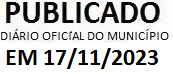 PUBLICADO
DIÁRIO OFICIAL DO MUNICÍPIO
EM 17/11/2023